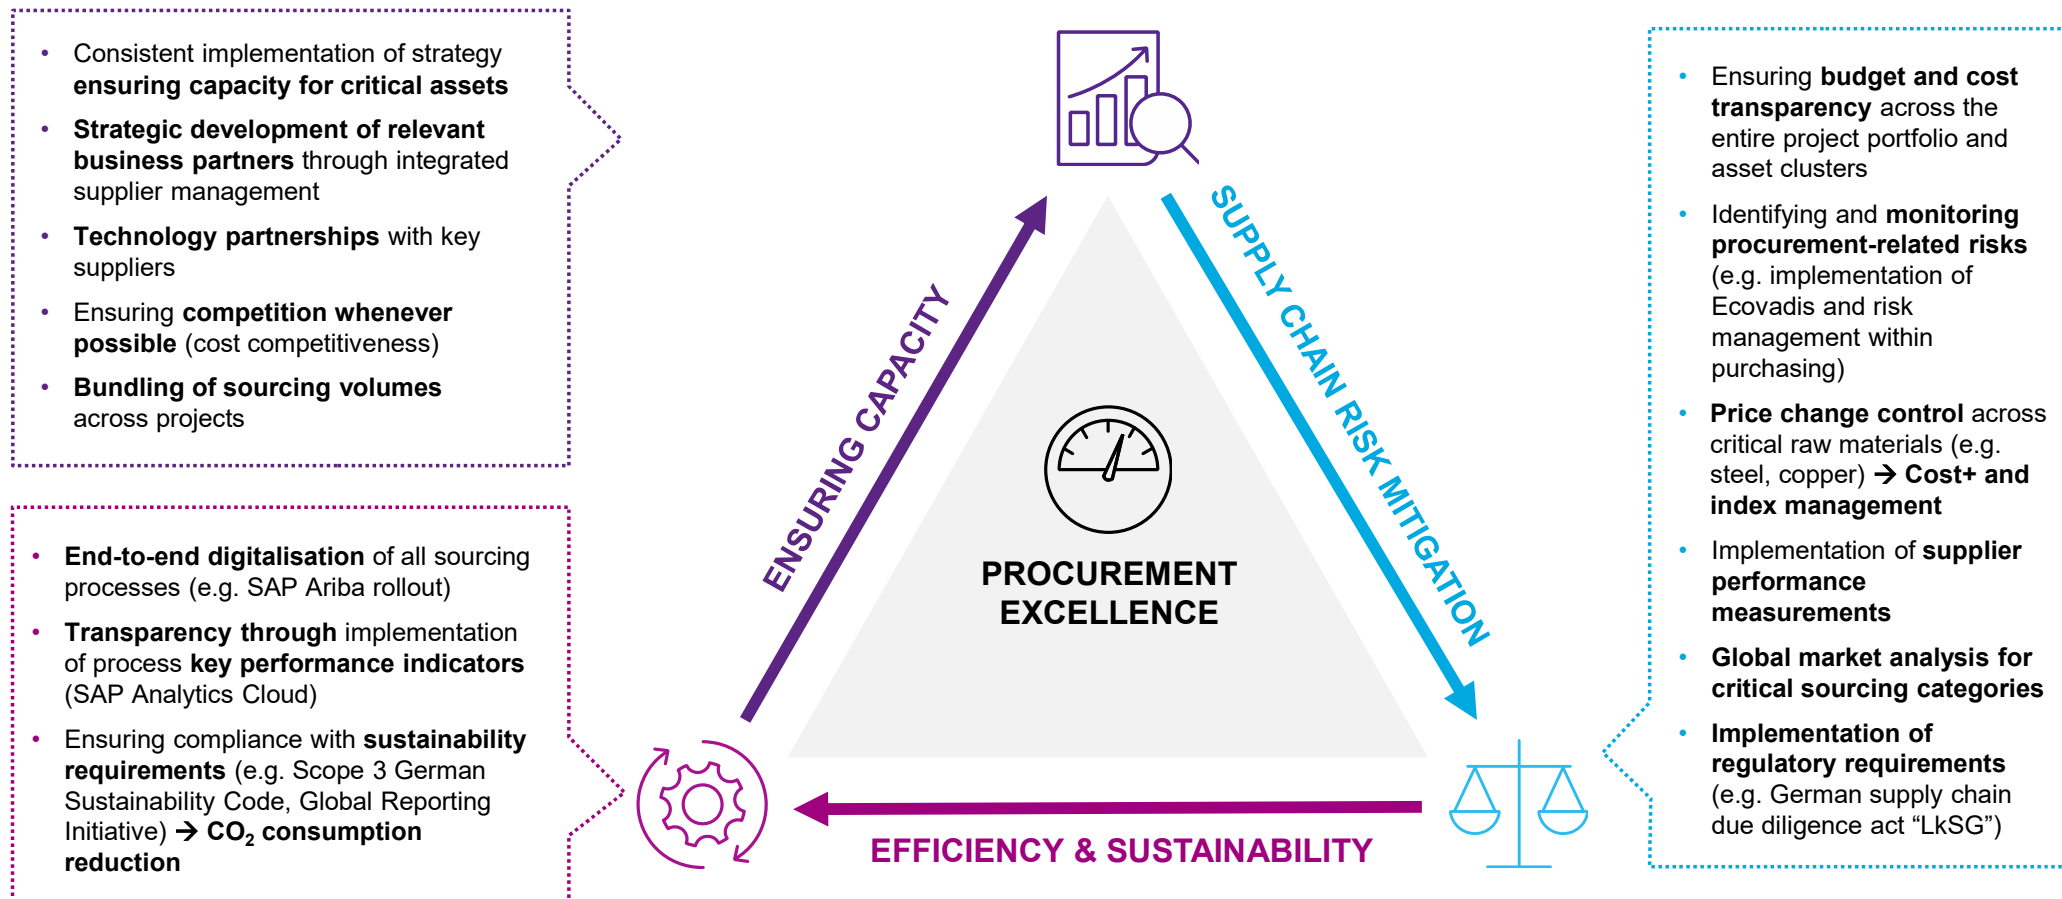 • Consistent implementation of strategy
ensuring capacity for critical assets
• Strategic development of relevant
business partners through integrated
supplier management
• Technology partnerships with key
suppliers
• Ensuring competition whenever
possible (cost competitiveness)
• Bundling of sourcing volumes
across projects
• End-to-end digitalisation of all sourcing
processes (e.g. SAP Ariba rollout)
• Transparency through implementation
of process key performance indicators
(SAP Analytics Cloud)
• Ensuring compliance with sustainability
requirements (e.g. Scope 3 German
Sustainability Code, Global Reporting
Initiative) → CO₂ consumption
reduction
ENSURING CAPACITY
SUPPLY CHAIN RISK MITIGATION
PROCUREMENT
EXCELLENCE
EFFICIENCY & SUSTAINABILITY
• Ensuring budget and cost
transparency across the
entire project portfolio and
asset clusters
• Identifying and monitoring
procurement-related risks
(e.g. implementation of
Ecovadis and risk
management within
purchasing)
• Price change control across
critical raw materials (e.g.
steel, copper) → Cost+ and
index management
• Implementation of supplier
performance
measurements
• Global market analysis for
critical sourcing categories
• Implementation of
regulatory requirements
(e.g. German supply chain
due diligence act “LkSG”)